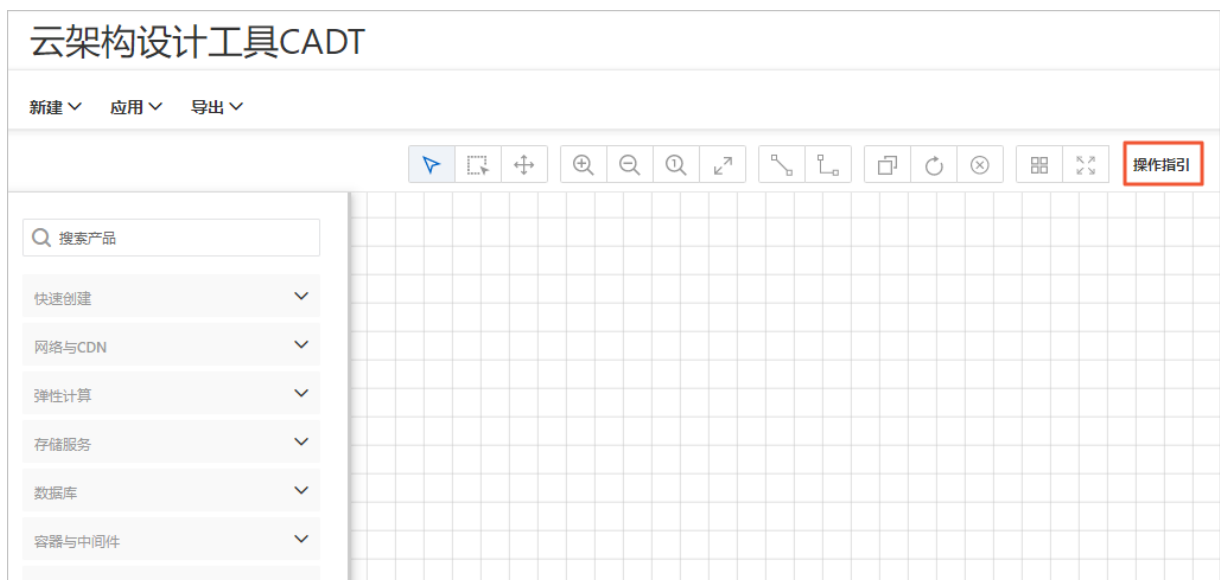 云架构设计工具CADT
新建 应用 导出
操作指引
搜索产品
快速创建
网络与CDN
弹性计算
存储服务
数据库
容器与中间件